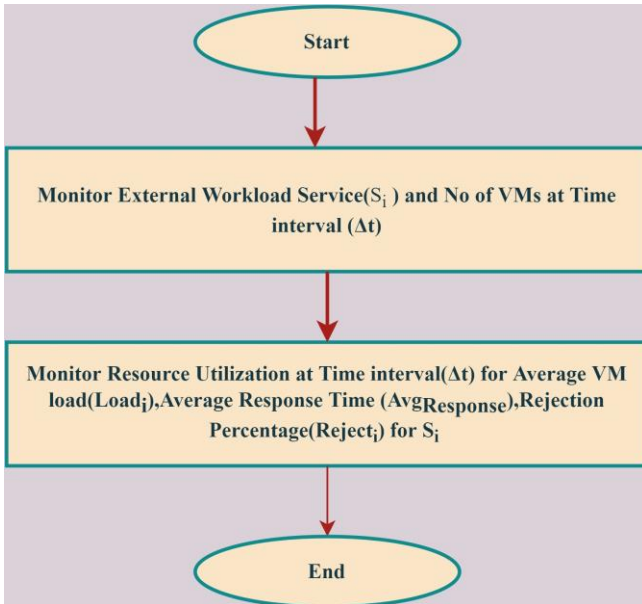 Start
Monitor External Workload Service(Sᵢ ) and No of VMs at Time
interval (Δt)
Monitor Resource Utilization at Time interval(Δt) for Average VM
load(Loadᵢ),Average Response Time (Avg_Response),Rejection
Percentage(Rejectᵢ) for Sᵢ
End